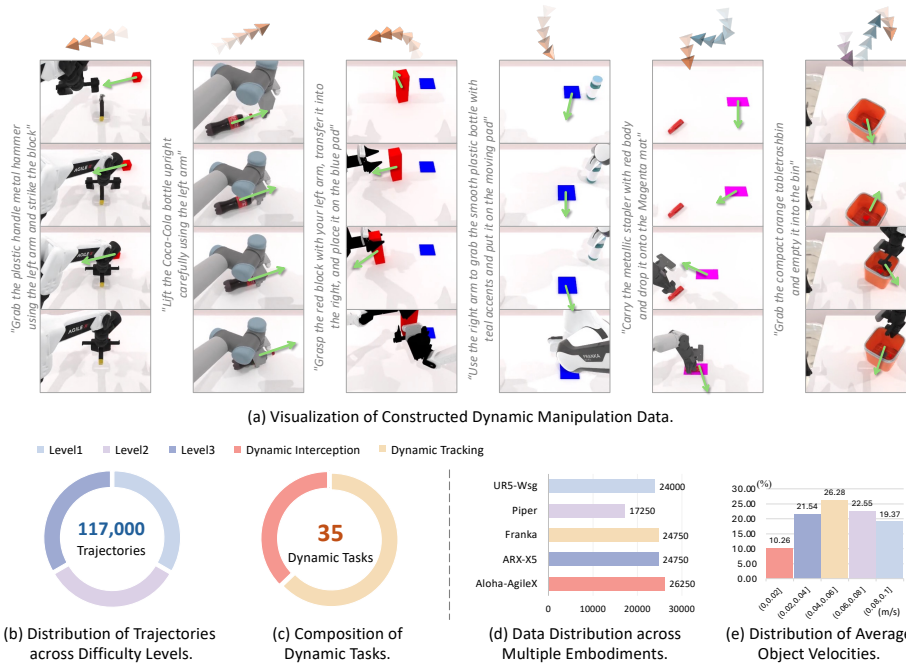 "Grab the plastic handle metal hammer
using the left arm and strike the block"
"Lift the Coca-Cola bottle upright
carefully using the left arm"
"Grasp the red block with your left arm, transfer it into
the right, and place it on the blue pad"
"Use the right arm to grab the smooth plastic bottle with
teal accents and put it on the moving pad"
"Carry the metallic stapler with red body
and drop it onto the Magenta mat"
"Grab the compact orange tabletrashbin
and empty it into the bin"
AGILE
AGILE
AGILE
FRANKA
(a) Visualization of Constructed Dynamic Manipulation Data.
Level1 Level2 Level3 Dynamic Interception Dynamic Tracking
117,000
Trajectories
(b) Distribution of Trajectories
across Difficulty Levels.
35
Dynamic Tasks
(c) Composition of
Dynamic Tasks.
UR5-Wsg 24000
Piper 17250
Franka 24750
ARX-X5 24750
Aloha-AgileX 26250
0 10000 20000 30000
(d) Data Distribution across
Multiple Embodiments.
(%)
30.00
25.00
20.00
15.00
10.00
5.00
0.00
10.26 21.54 26.28 22.55 19.37
[0,0.02] (0.02,0.04] (0.04,0.06] (0.06,0.08] (0.08,0.1]
(m/s)
(e) Distribution of Average
Object Velocities.